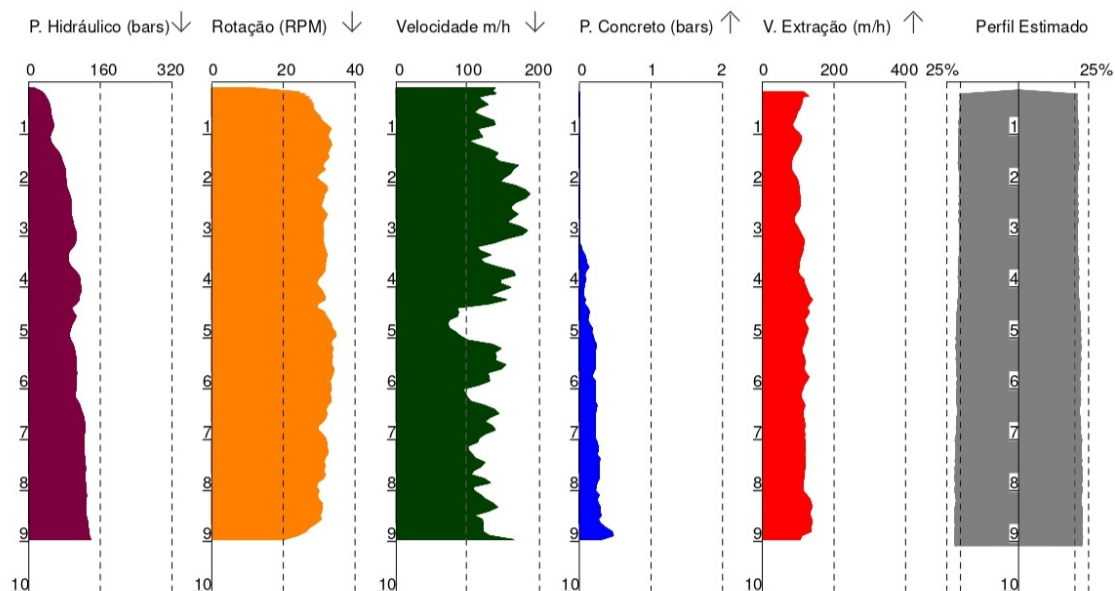 P. Hidráulico (bars) ↓ Rotação (RPM) ↓ Velocidade m/h ↓ P. Concreto (bars) ↑ V. Extração (m/h) ↑ Perfil Estimado
0 160 320 0 20 40 0 100 200 0 1 2 0 200 400 25% 25%
1 1 1 1 1 1
2 2 2 2 2 2
3 3 3 3 3 3
4 4 4 4 4 4
5 5 5 5 5 5
6 6 6 6 6 6
7 7 7 7 7 7
8 8 8 8 8 8
9 9 9 9 9 9
10 10 10 10 10 10